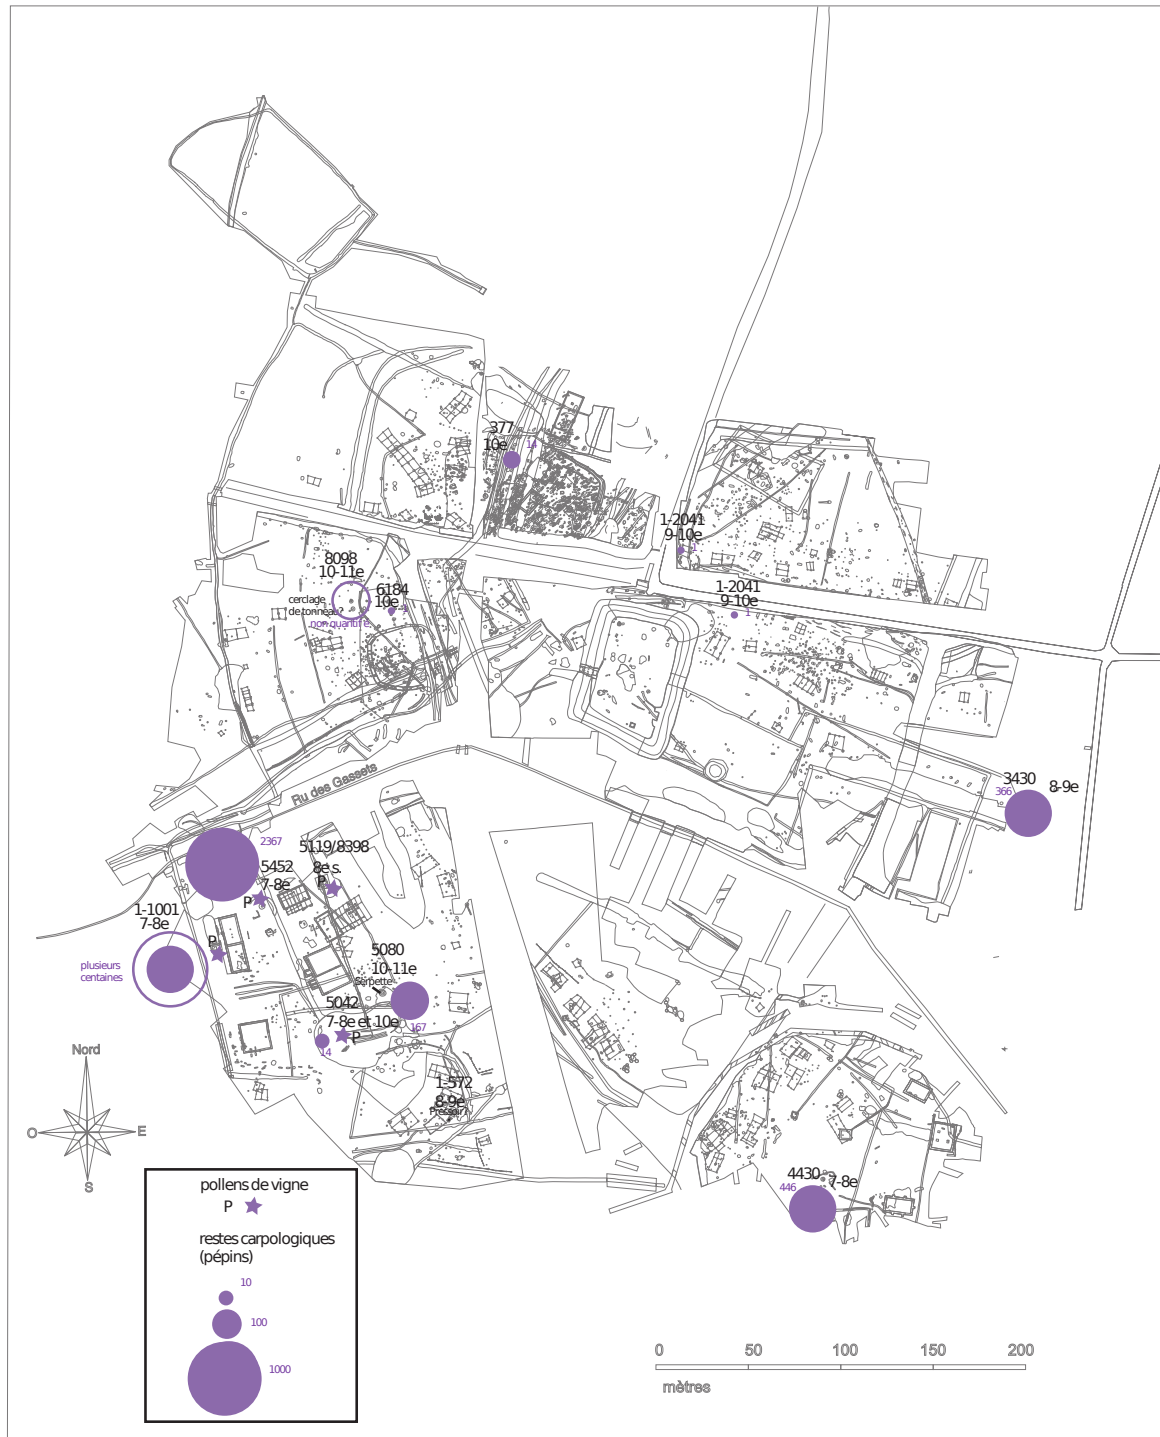 377
10e
14
1-2041
9-10e
1
8098
10-11e
cerclage
de tonneau?
non quantifié
6184
10e
1-2041
9-10e
1
Ru des Gassets
3430
8-9e
366
2367
5452
7-8e
P
5119/8398
8e s.
P
1-1001
7-8e
P
plusieurs
centaines
5080
10-11e
Serpette
167
5042
7-8e et 10e
P
14
1-572
8-9e
Pressoir?
4430
7-8e
446
Nord
O
E
S
pollens de vigne
P
restes carpologiques
(pépins)
10
100
1000
0 50 100 150 200
mètres